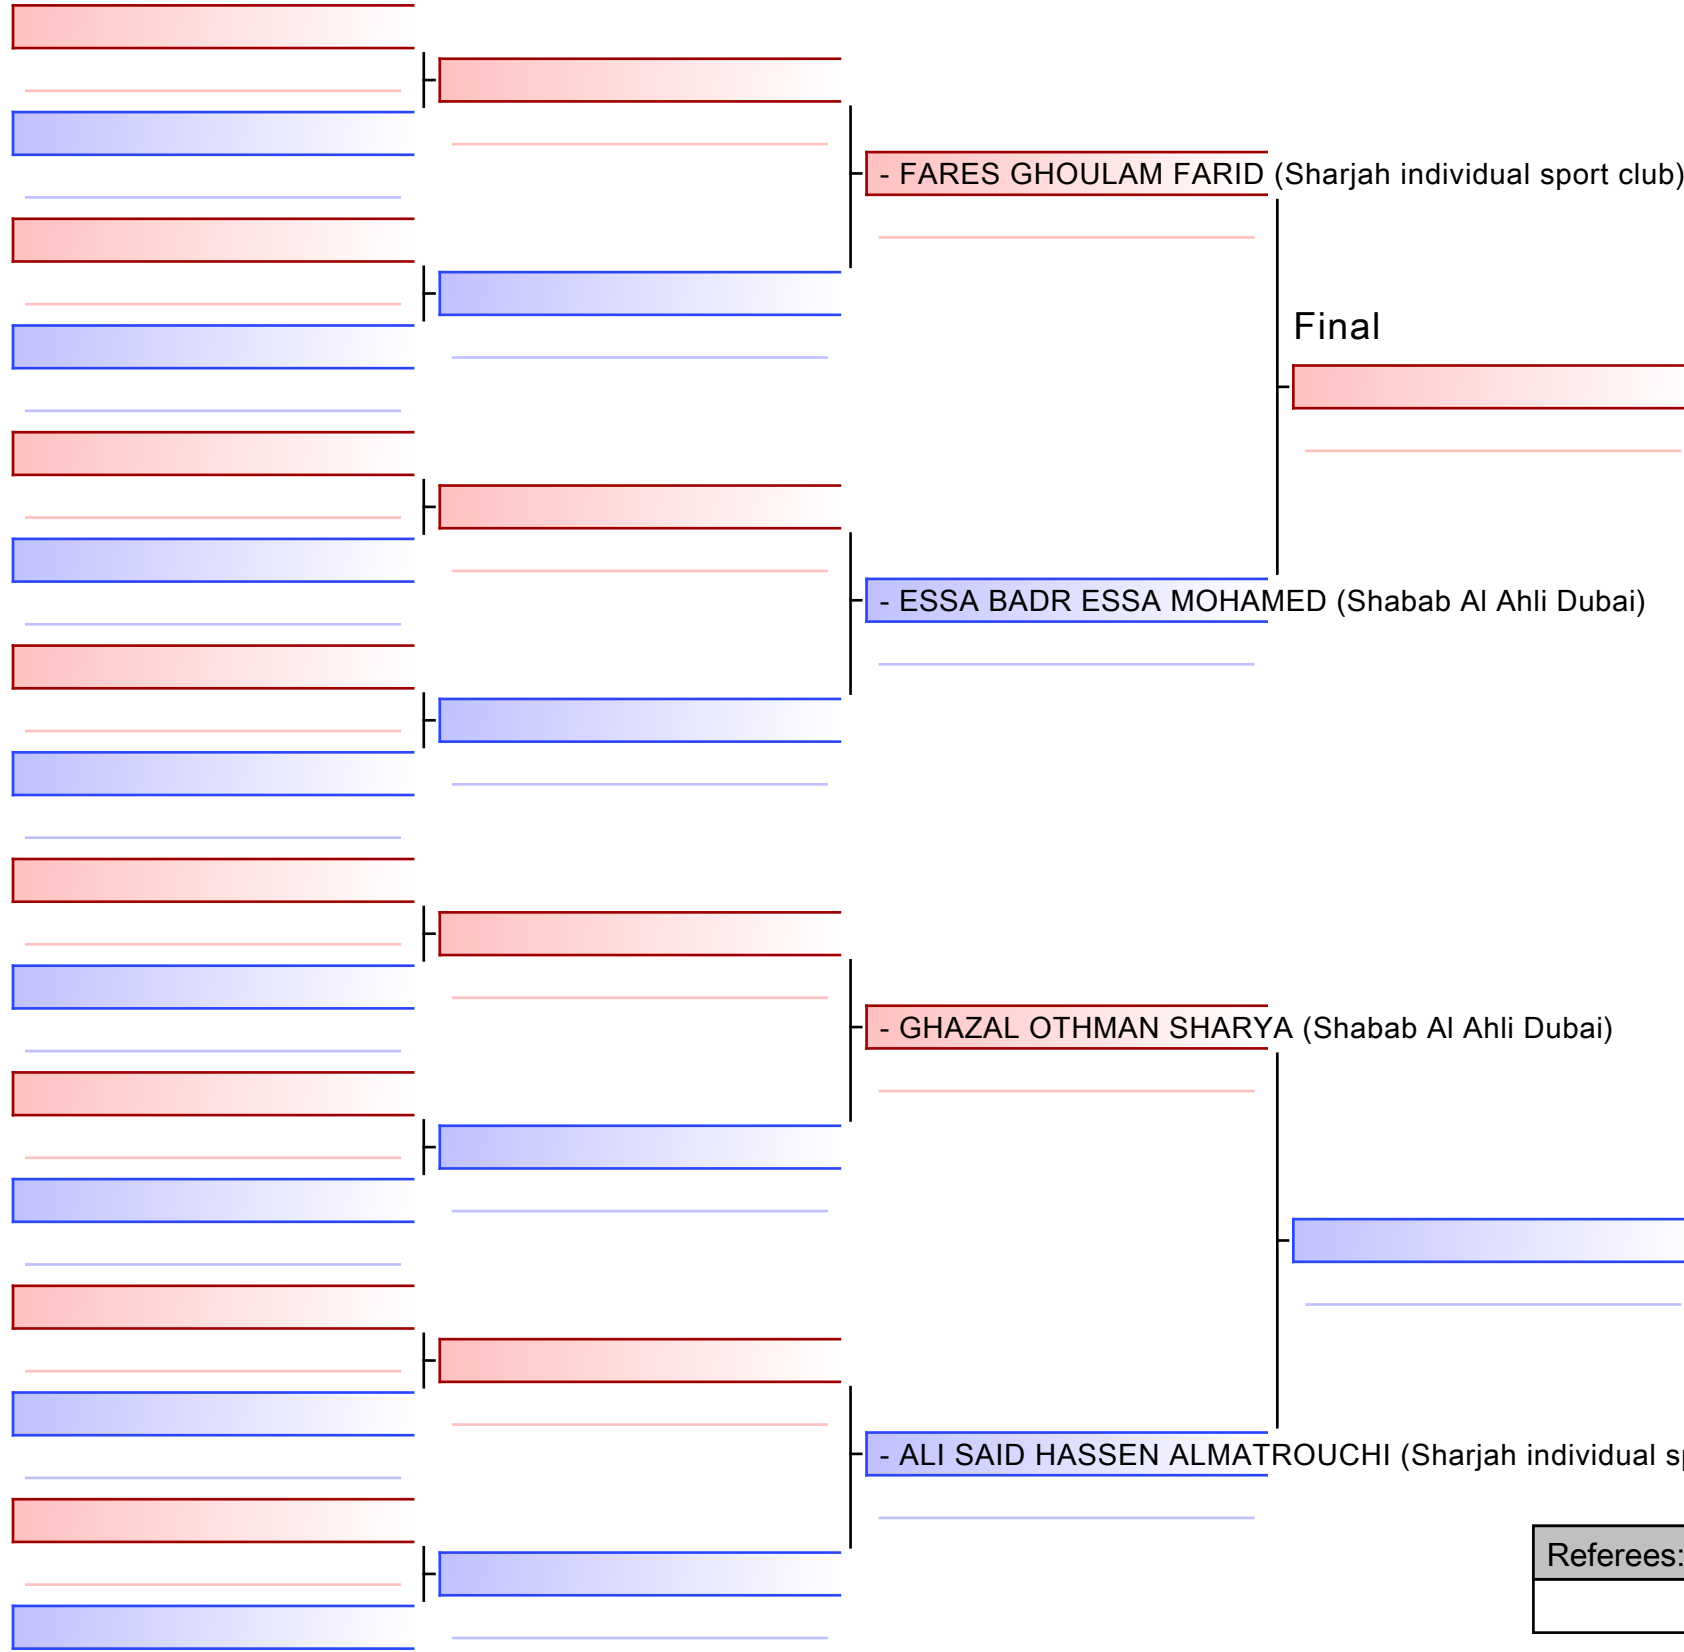 - FARES GHOULAM FARID (Sharjah individual sport club)
Final
- ESSA BADR ESSA MOHAMED (Shabab Al Ahli Dubai)
- GHAZAL OTHMAN SHARYA (Shabab Al Ahli Dubai)
- ALI SAID HASSEN ALMATROUCHI (Sharjah individual
Referees: